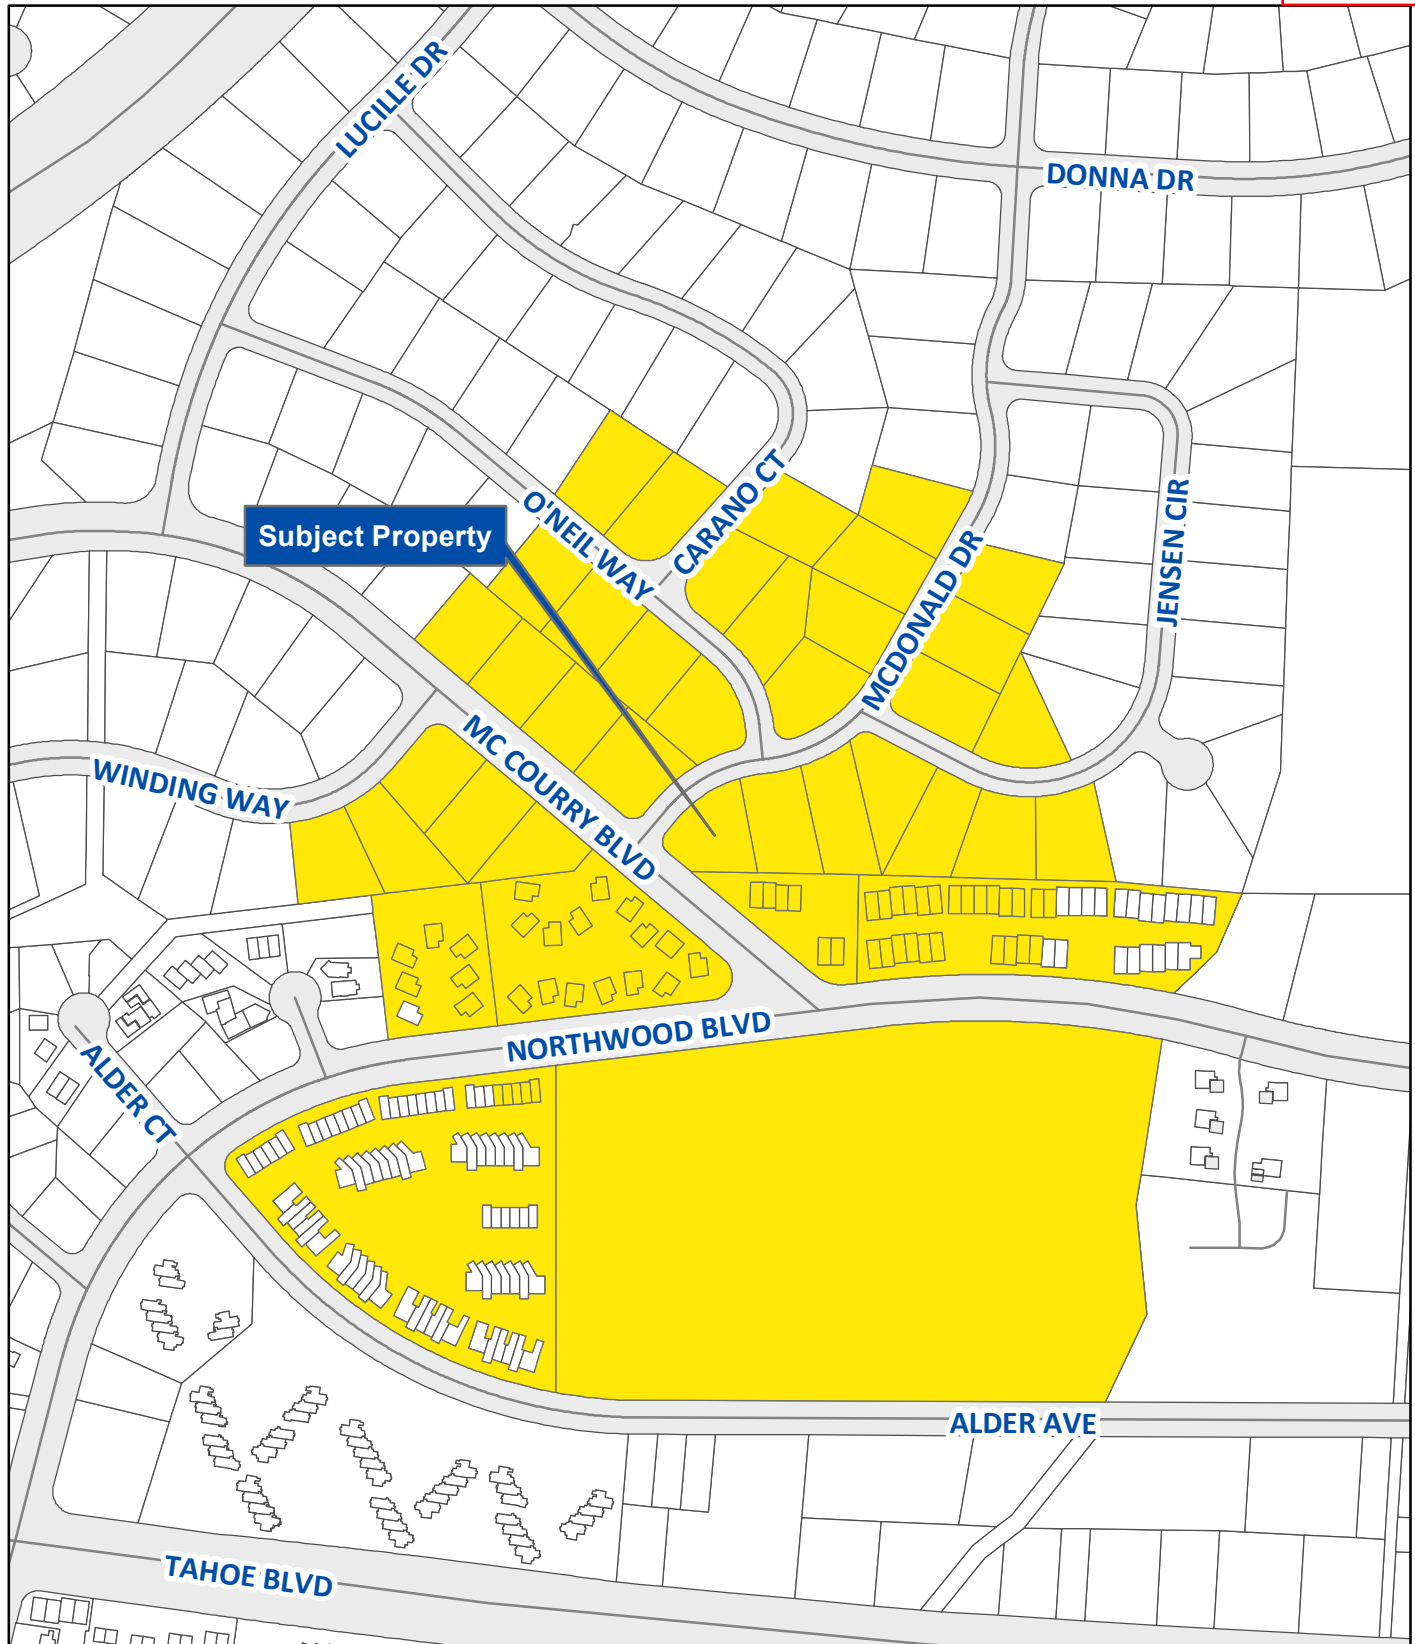 LUCILLE DR
DONNA DR
CARANO CT
O'NEIL WAY
Subject Property
JENSEN CIR
MCDONALD DR
MC COURRY BLVD
WINDING WAY
NORTHWOOD BLVD
ALDER CT
ALDER AVE
TAHOE BLVD